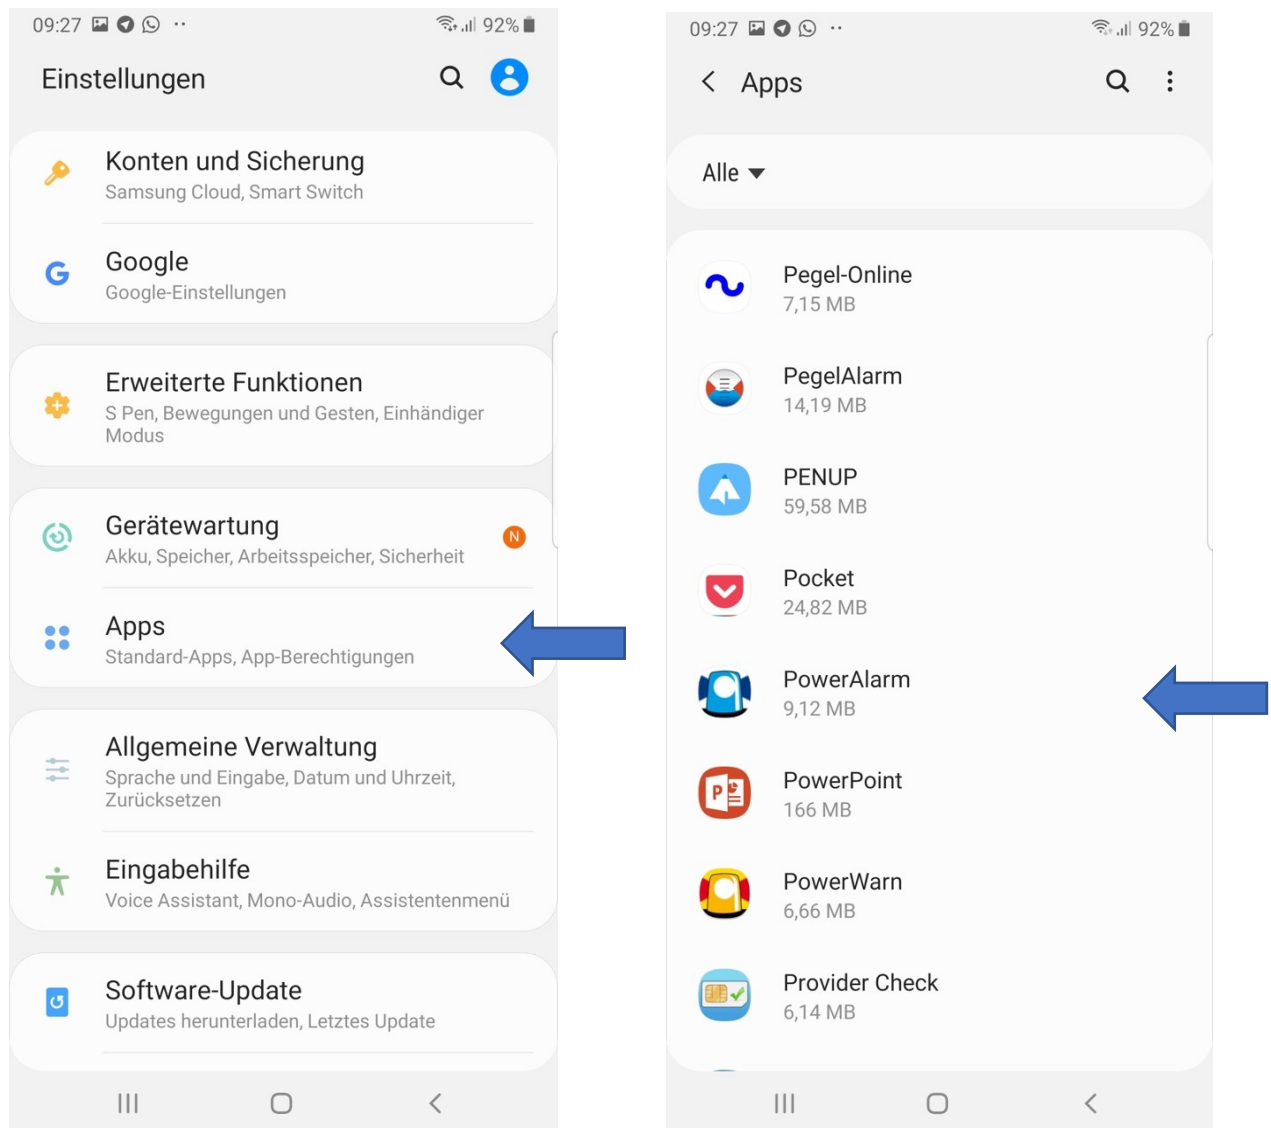 09:27
92%
Einstellungen
Konten und Sicherung
Samsung Cloud, Smart Switch
G
Google
Google-Einstellungen
Erweiterte Funktionen
S Pen, Bewegungen und Gesten, Einhändiger
Modus
Gerätewartung
N
Akku, Speicher, Arbeitsspeicher, Sicherheit
Apps
Standard-Apps, App-Berechtigungen
Allgemeine Verwaltung
Sprache und Eingabe, Datum und Uhrzeit,
Zurücksetzen
Eingabehilfe
Voice Assistant, Mono-Audio, Assistentenmenü
Software-Update
Updates herunterladen, Letztes Update
09:27
92%
Apps
Alle
Pegel-Online
7,15 MB
PegelAlarm
14,19 MB
PENUP
59,58 MB
Pocket
24,82 MB
PowerAlarm
9,12 MB
P
PowerPoint
166 MB
PowerWarn
6,66 MB
Provider Check
6,14 MB